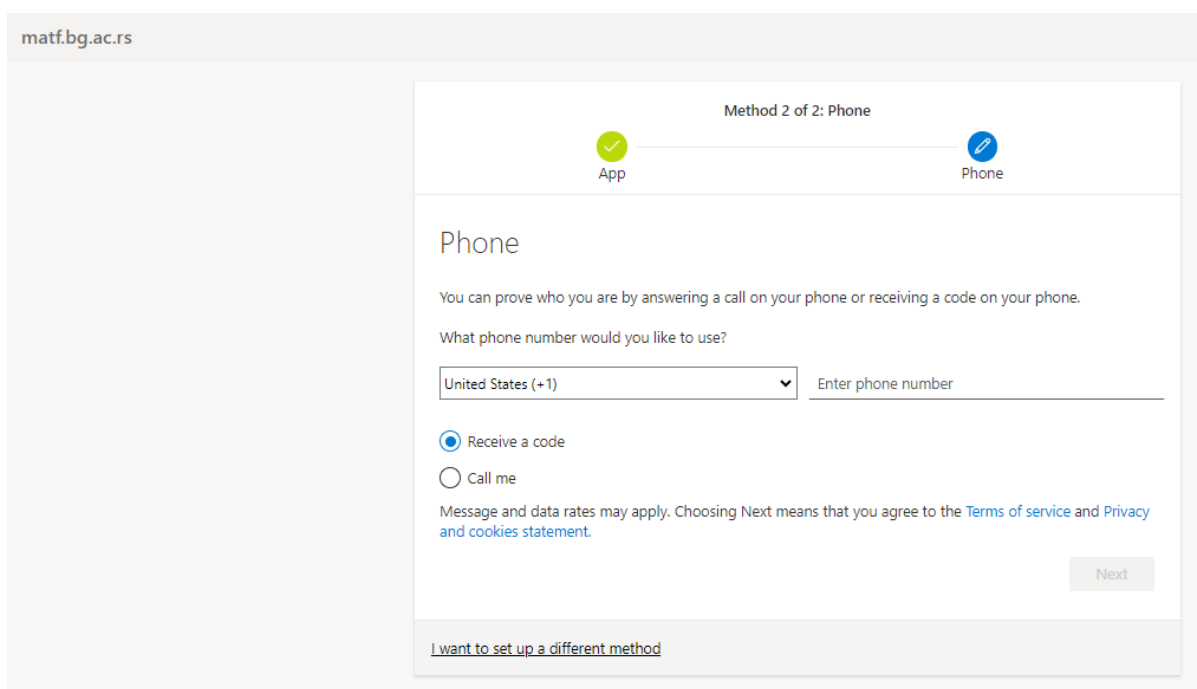 matf.bg.ac.rs
Method 2 of 2: Phone
App
Phone
Phone
You can prove who you are by answering a call on your phone or receiving a code on your phone.
What phone number would you like to use?
United States (+1)
Enter phone number
Receive a code
Call me
Message and data rates may apply. Choosing Next means that you agree to the Terms of service and Privacy
and cookies statement.
Next
I want to set up a different method